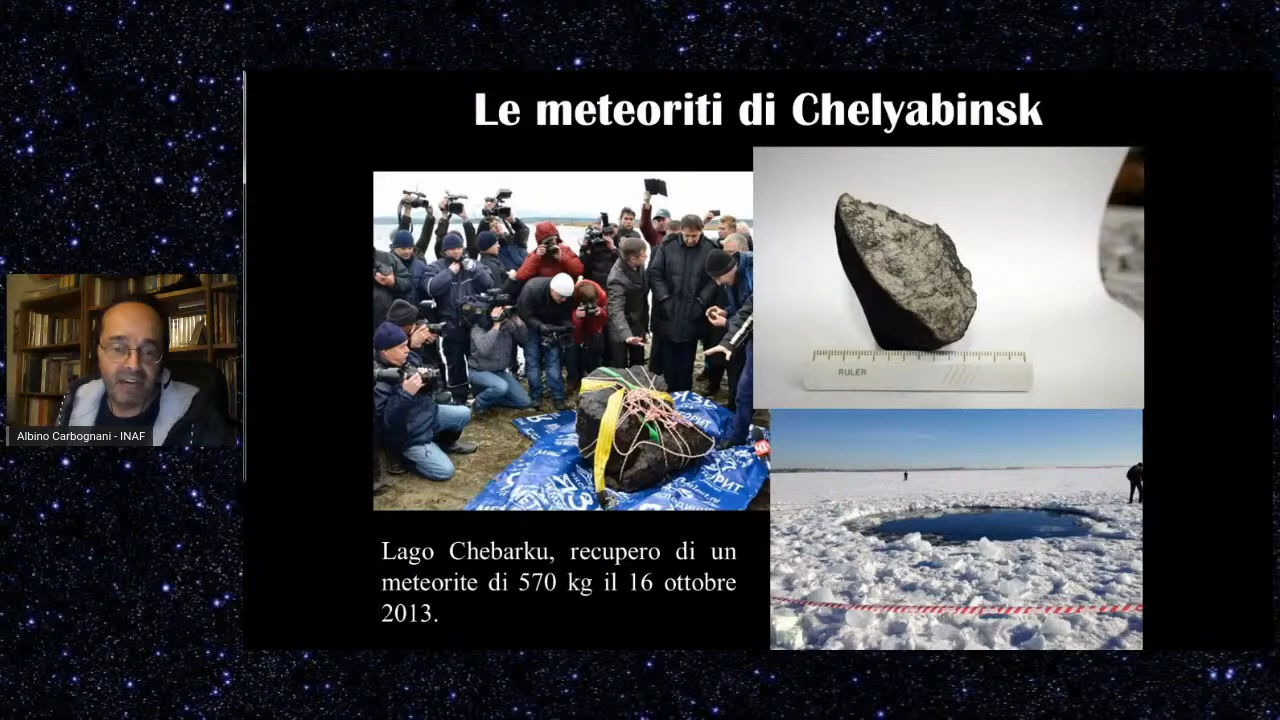 Le meteoriti di Chelyabinsk
RULER
Albino Carbognani - INAF
Lago Chebarku, recupero di un
meteorite di 570 kg il 16 ottobre
2013.